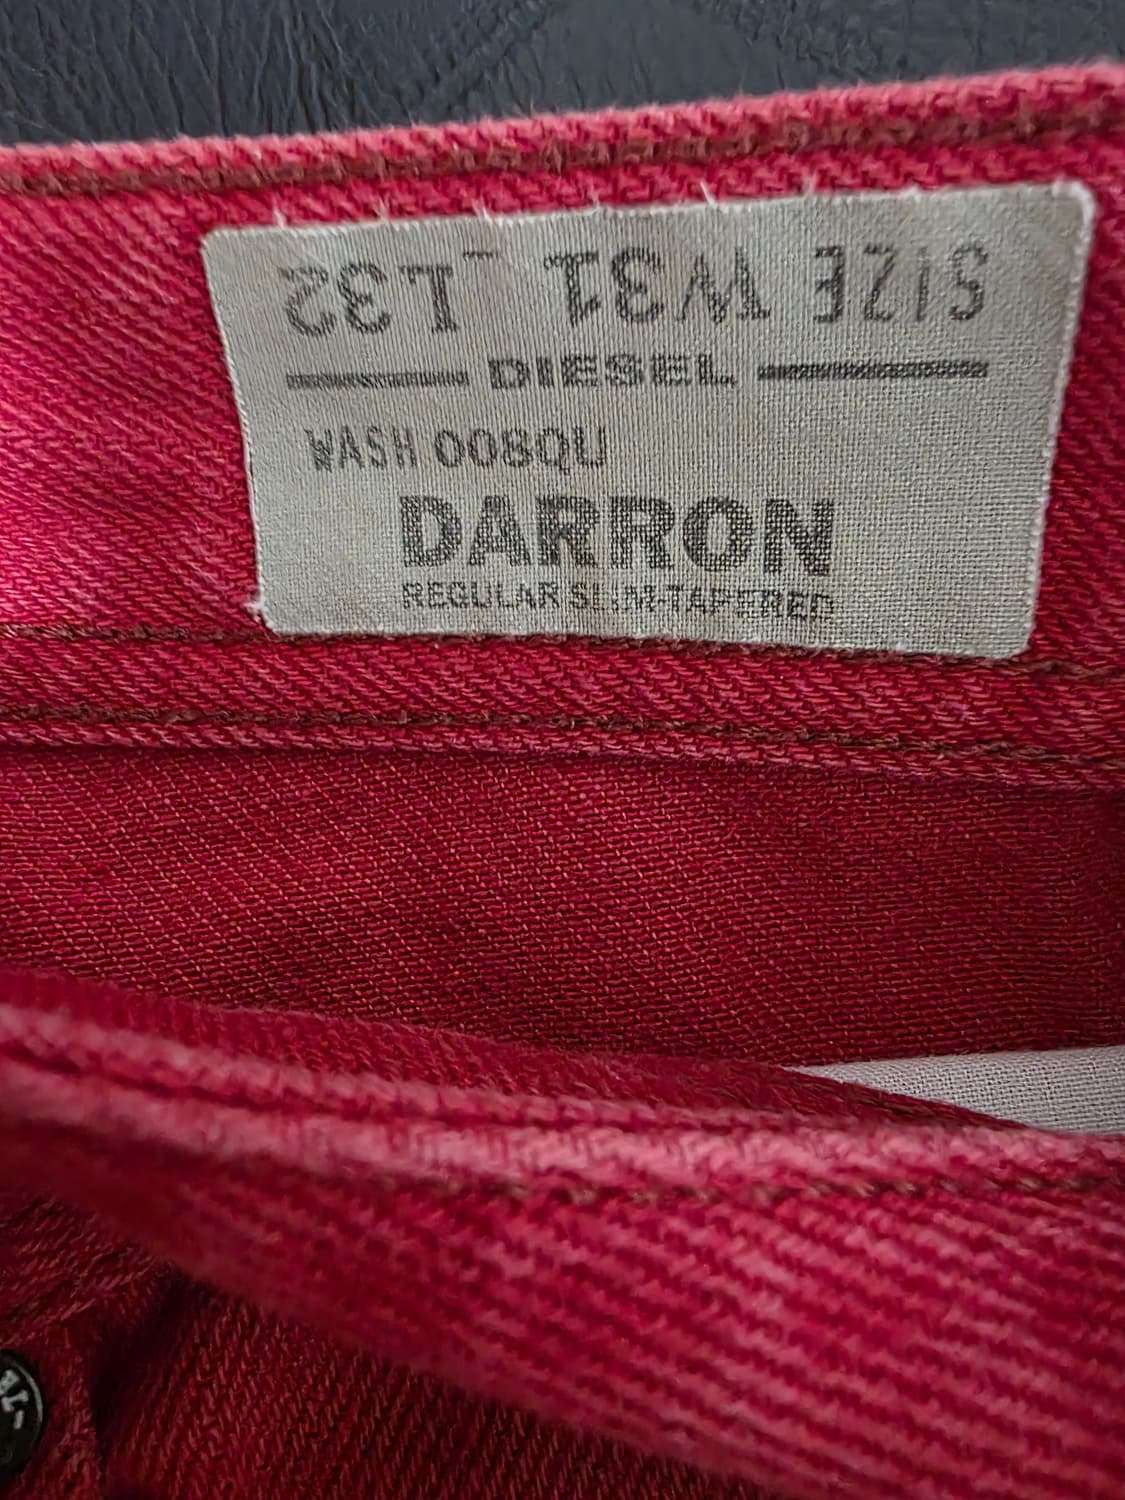 SIZE W31 L32
DIESEL
WASH 008QU
DARRON
REGULAR SLIM-TAPERED